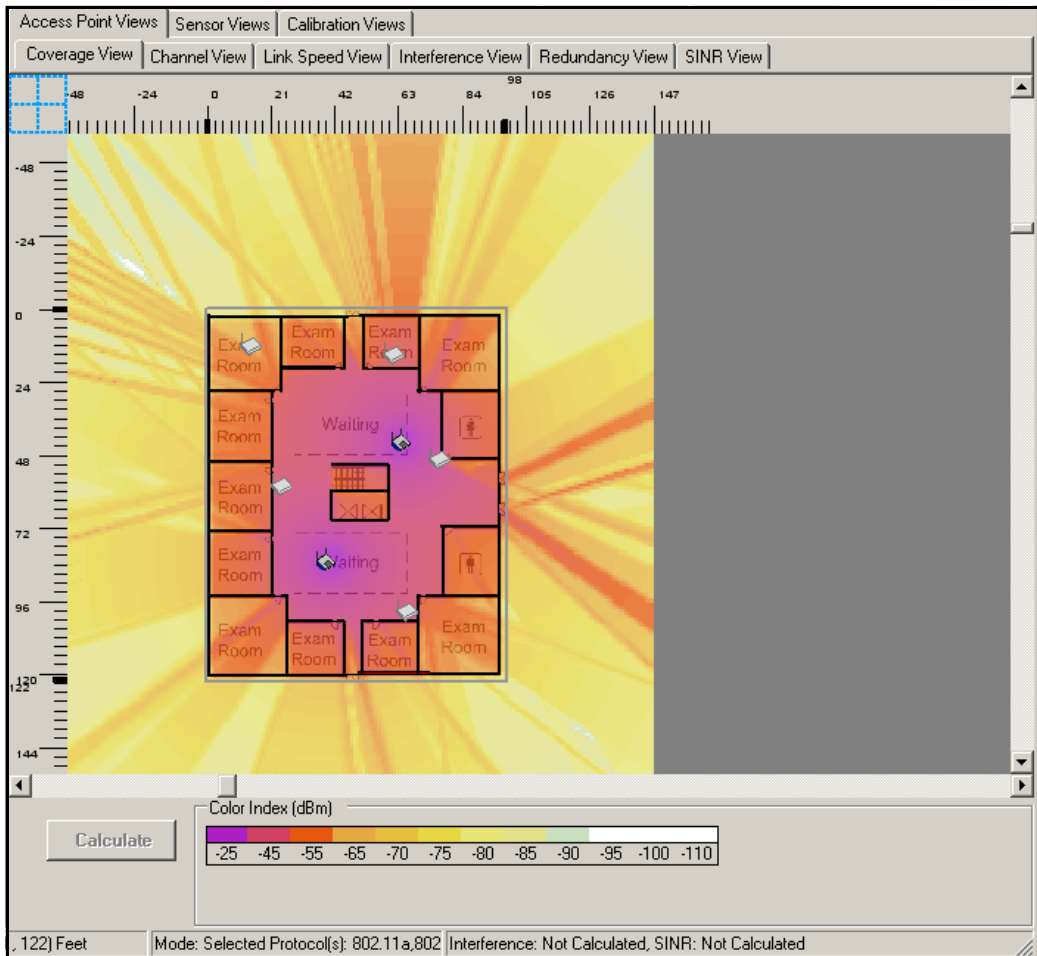 Access Point Views Sensor Views Calibration Views
Coverage View Channel View Link Speed View Interference View Redundancy View SINR View
98
-48 -24 0 21 42 63 84 105 126 147
-48
-24
0
Exam Room
Exam Room
Exam Room
Exam Room
24
Exam Room
Waiting
48
Exam Room
72
Exam Room
Waiting
96
Exam Room
Exam Room
Exam Room
Exam Room
120
122
144
Color Index (dBm)
Calculate
-25 -45 -55 -65 -70 -75 -80 -85 -90 -95 -100 -110
, 122) Feet Mode: Selected Protocol(s): 802.11a,802 Interference: Not Calculated, SINR: Not Calculated